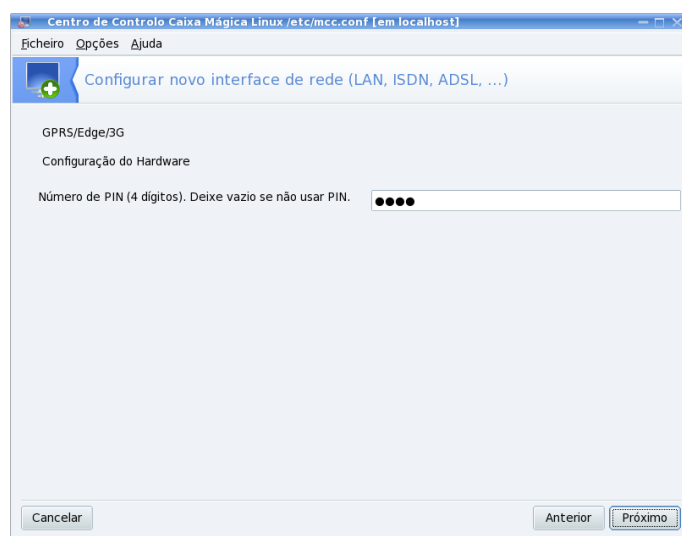 Centro de Controlo Caixa Mágica Linux /etc/mcc.conf [em localhost]
Ficheiro Opções Ajuda
Configurar novo interface de rede (LAN, ISDN, ADSL, ...)
GPRS/Edge/3G
Configuração do Hardware
Número de PIN (4 dígitos). Deixe vazio se não usar PIN. ●●●●
Cancelar Anterior Próximo